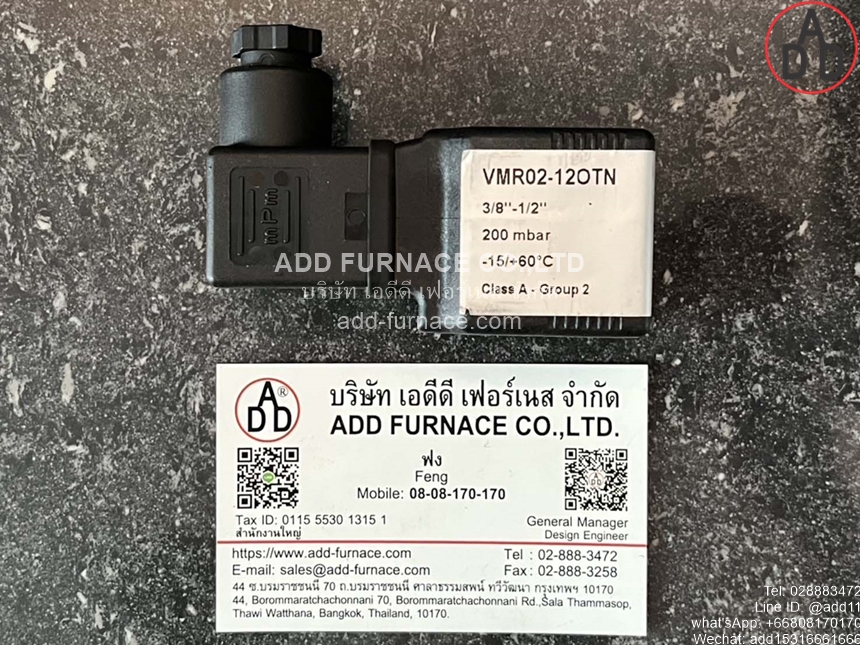 ADD
VMR02-12OTN
3/8"-1/2"
200 mbar
-15/+60°C
Class A - Group 2
mPm
ADD FURNACE CO.,LTD
บริษัท เอดีดี เฟอร์เนส จำกัด
add-furnace.com
ADD®
บริษัท เอดีดี เฟอร์เนส จำกัด
ADD FURNACE CO.,LTD.
ฟง
Feng
Mobile: 08-08-170-170
Tax ID: 0115 5530 1315 1
สำนักงานใหญ่
General Manager
Design Engineer
https://www.add-furnace.com
Tel : 02-888-3472
E-mail: sales@add-furnace.com
Fax : 02-888-3258
44 ซ.บรมราชชนนี 70 ถ.บรมราชชนนี ศาลาธรรมสพน์ ทวีวัฒนา กรุงเทพฯ 10170
44, Borommaratchachonnani 70, Borommaratchachonnani Rd.,Sala Thammasop,
Thawi Watthana, Bangkok, Thailand, 10170.
Tel: 028883472
Line ID: @add11
what'sApp: +66808170170
Wechat: add15316661666